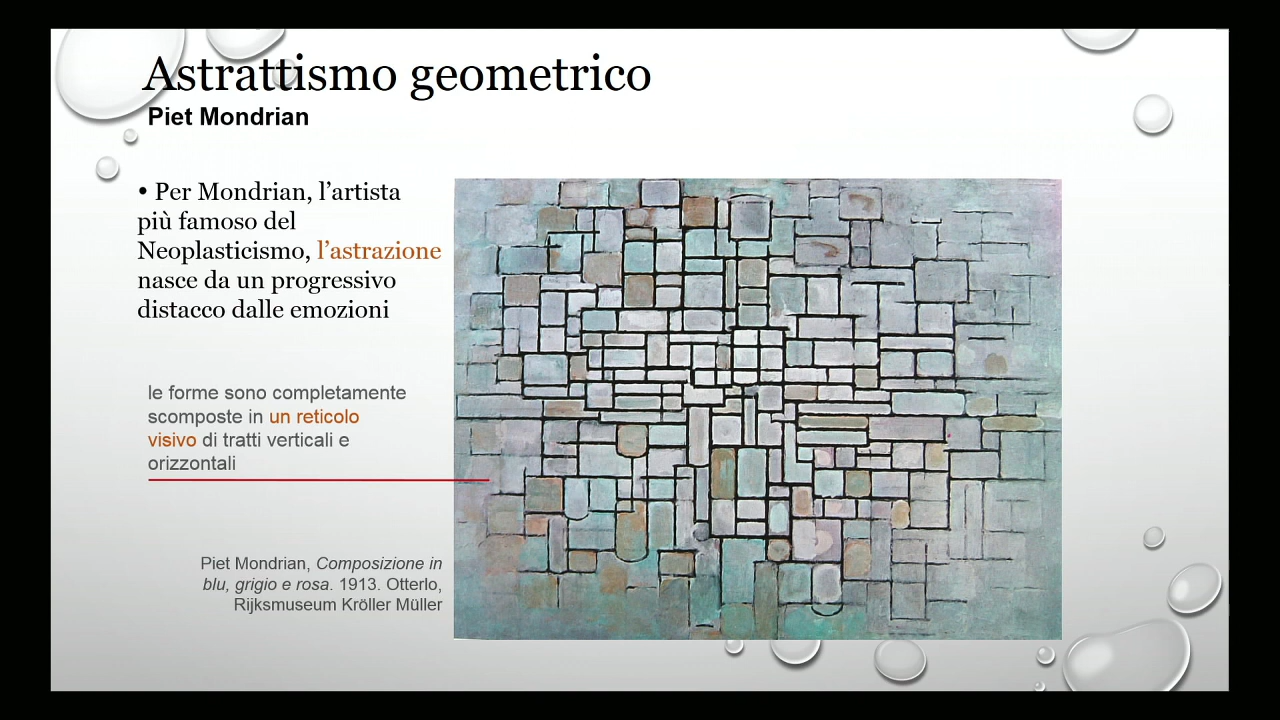 Astrattismo geometrico
Piet Mondrian
• Per Mondrian, l’artista
più famoso del
Neoplasticismo, l’astrazione
nasce da un progressivo
distacco dalle emozioni
le forme sono completamente
scomposte in un reticolo
visivo di tratti verticali e
orizzontali
Piet Mondrian, Composizione in
blu, grigio e rosa. 1913. Otterlo,
Rijksmuseum Kröller Müller